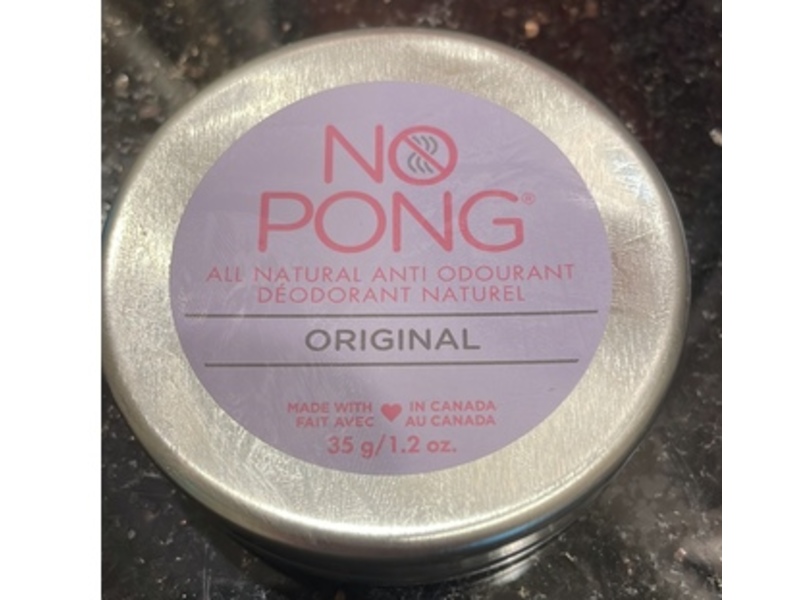 NO
PONG®
ALL NATURAL ANTI ODOURANT
DÉODORANT NATUREL
ORIGINAL
MADE WITH ♥ IN CANADA
FAIT AVEC AU CANADA
35 g/1.2 oz.